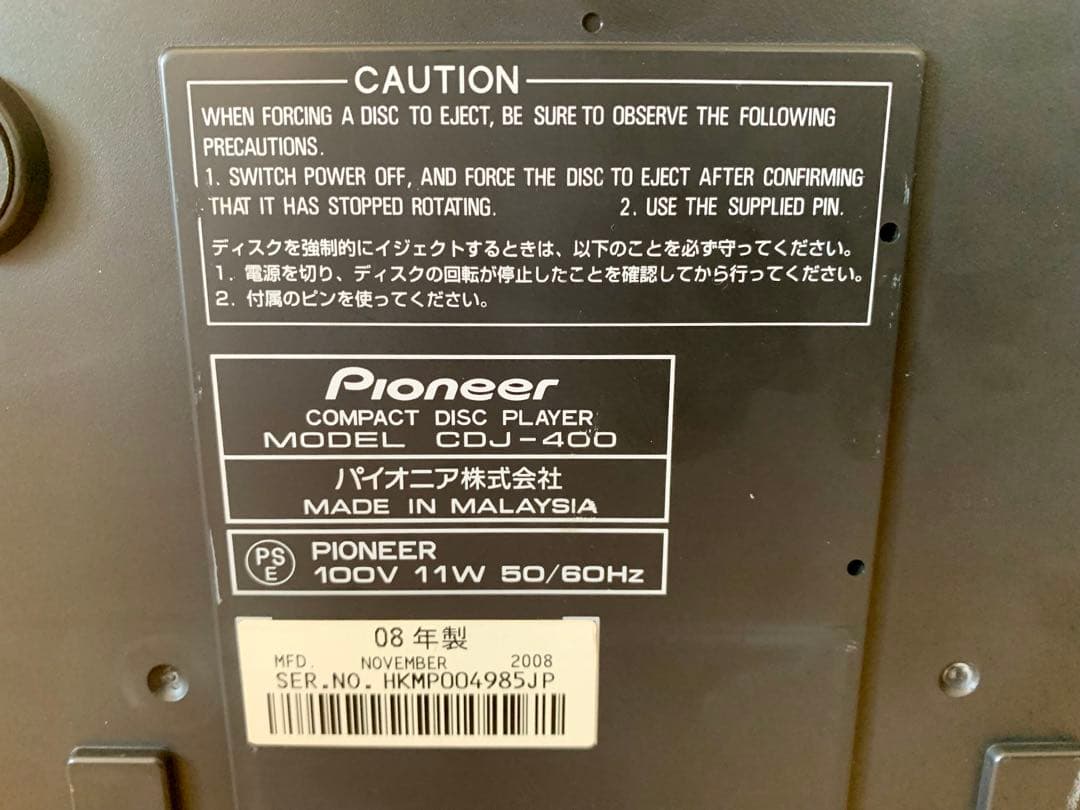 CAUTION
WHEN FORCING A DISC TO EJECT, BE SURE TO OBSERVE THE FOLLOWING
PRECAUTIONS.
1. SWITCH POWER OFF, AND FORCE THE DISC TO EJECT AFTER CONFIRMING
THAT IT HAS STOPPED ROTATING. 2. USE THE SUPPLIED PIN.
ディスクを強制的にイジェクトするときは、以下のことを必ず守ってください。
1. 電源を切り、ディスクの回転が停止したことを確認してから行ってください。
2. 付属のピンを使ってください。
Pioneer
COMPACT DISC PLAYER
MODEL CDJ-400
パイオニア株式会社
MADE IN MALAYSIA
PSE PIONEER
100V 11W 50/60Hz
08年製
MFD. NOVEMBER 2008
SER.NO. HKMP004985JP